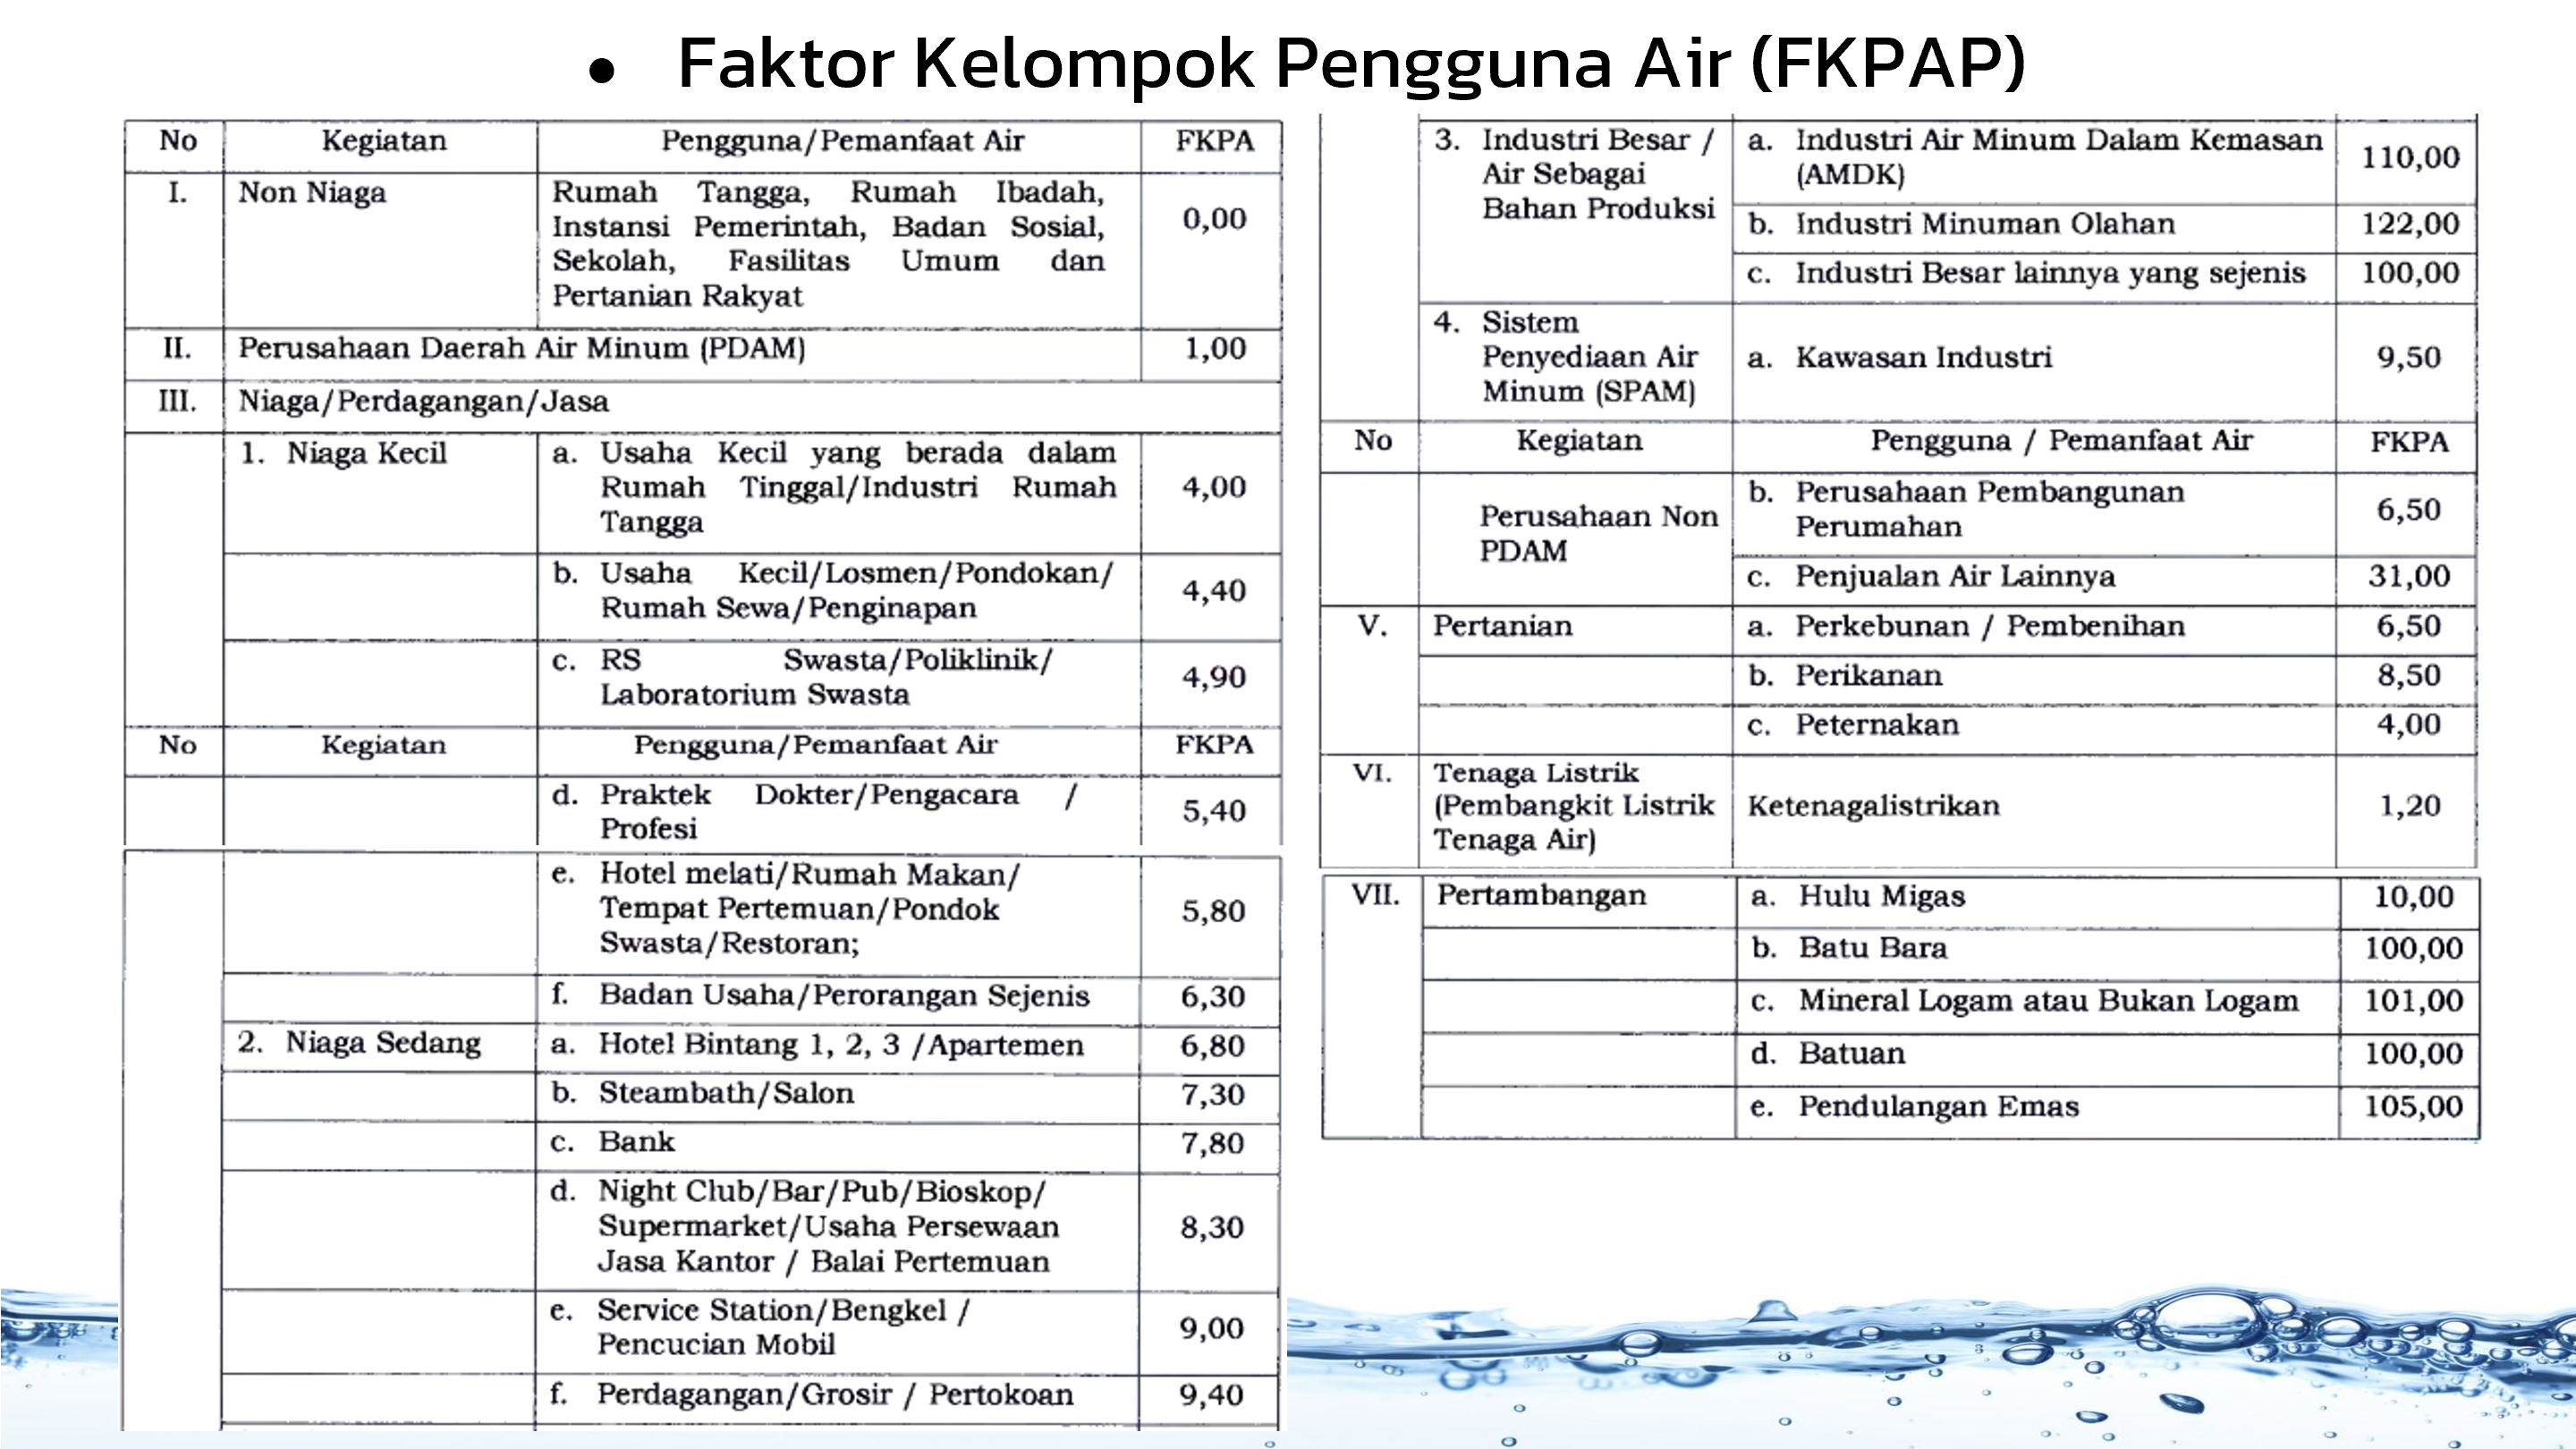 • Faktor Kelompok Pengguna Air (FKPAP)
No Kegiatan Pengguna/Pemanfaat Air FKPA
I. Non Niaga Rumah Tangga, Rumah Ibadah,
Instansi Pemerintah, Badan Sosial,
0,00
Sekolah, Fasilitas Umum dan
Pertanian Rakyat
II. Perusahaan Daerah Air Minum (PDAM) 1,00
III. Niaga/Perdagangan/Jasa
1. Niaga Kecil a. Usaha Kecil yang berada dalam
Rumah Tinggal/Industri Rumah 4,00
Tangga
b. Usaha Kecil/Losmen/Pondokan/
4,40
Rumah Sewa/Penginapan
c. RS Swasta/Poliklinik/
4,90
Laboratorium Swasta
No Kegiatan Pengguna/Pemanfaat Air FKPA
d. Praktek Dokter/Pengacara /
5,40
Profesi
e. Hotel melati/Rumah Makan/
Tempat Pertemuan/Pondok 5,80
Swasta/Restoran;
f. Badan Usaha/Perorangan Sejenis 6,30
2. Niaga Sedang a. Hotel Bintang 1, 2, 3 /Apartemen 6,80
b. Steambath/Salon 7,30
c. Bank 7,80
d. Night Club/Bar/Pub/Bioskop/
Supermarket/Usaha Persewaan 8,30
Jasa Kantor / Balai Pertemuan
e. Service Station/Bengkel /
9,00
Pencucian Mobil
f. Perdagangan/Grosir / Pertokoan 9,40
3. Industri Besar / a. Industri Air Minum Dalam Kemasan
110,00
Air Sebagai (AMDK)
Bahan Produksi b. Industri Minuman Olahan 122,00
c. Industri Besar lainnya yang sejenis 100,00
4. Sistem
Penyediaan Air a. Kawasan Industri 9,50
Minum (SPAM)
No Kegiatan Pengguna / Pemanfaat Air FKPA
b. Perusahaan Pembangunan
6,50
Perusahaan Non Perumahan
PDAM
c. Penjualan Air Lainnya 31,00
V. Pertanian a. Perkebunan / Pembenihan 6,50
b. Perikanan 8,50
c. Peternakan 4,00
VI. Tenaga Listrik
(Pembangkit Listrik Ketenagalistrikan 1,20
Tenaga Air)
VII. Pertambangan a. Hulu Migas 10,00
b. Batu Bara 100,00
c. Mineral Logam atau Bukan Logam 101,00
d. Batuan 100,00
e. Pendulangan Emas 105,00